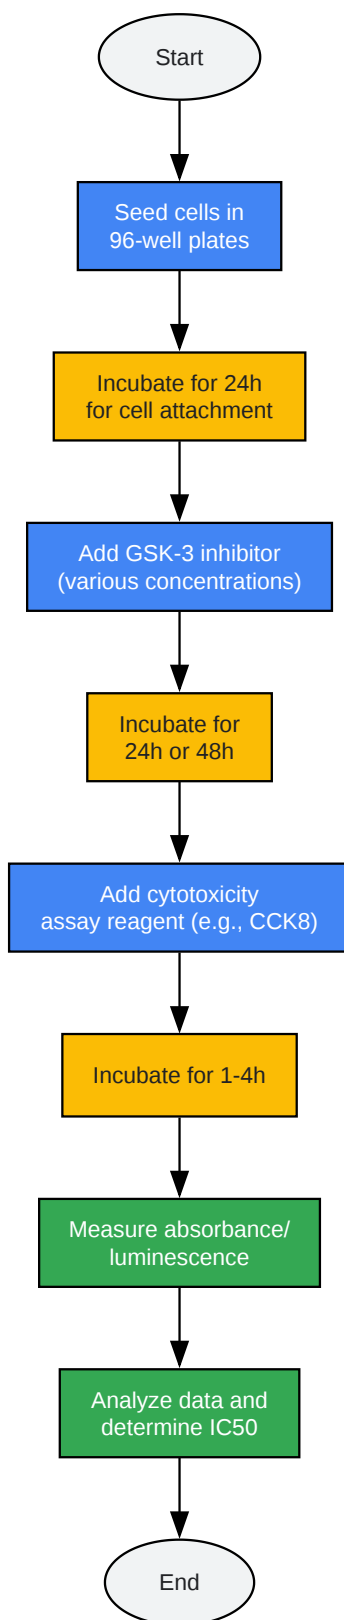 Start
Seed cells in
96-well plates
Incubate for 24h
for cell attachment
Add GSK-3 inhibitor
(various concentrations)
Incubate for
24h or 48h
Add cytotoxicity
assay reagent (e.g., CCK8)
Incubate for 1-4h
Measure absorbance/
luminescence
Analyze data and
determine IC50
End